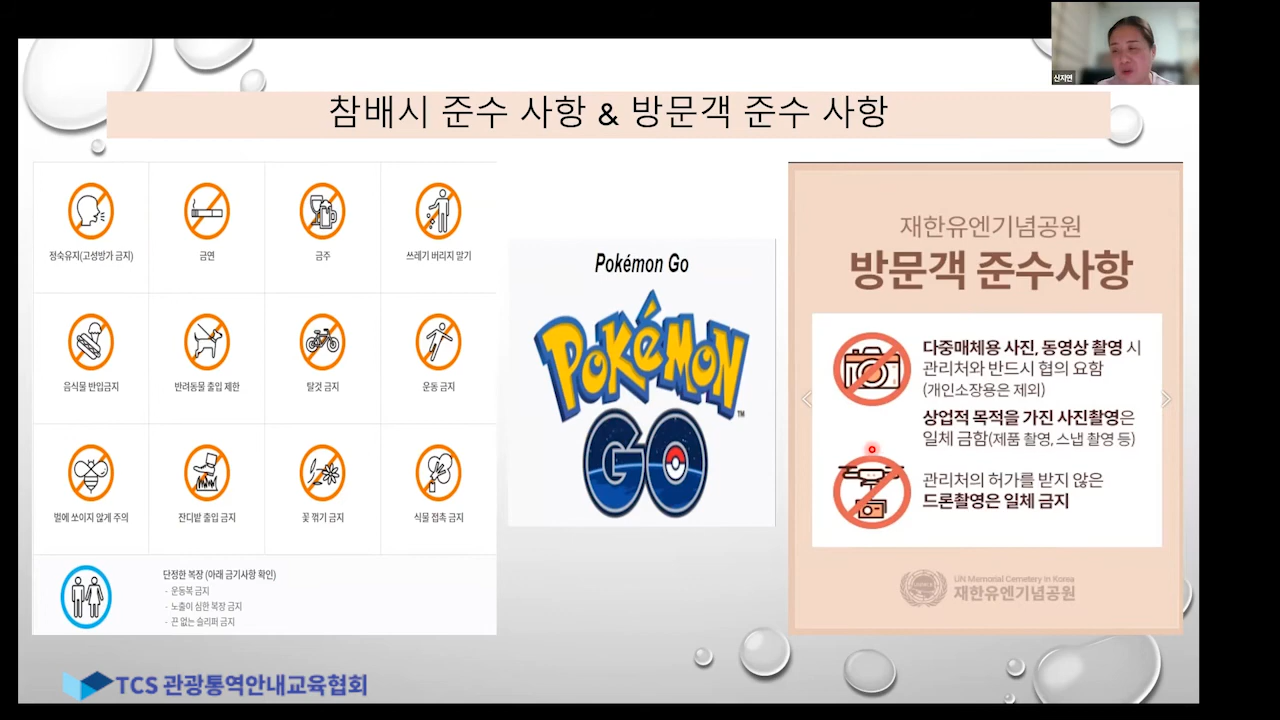 신지연
참배시 준수 사항 & 방문객 준수 사항
정숙유지(고성방가 금지)
금연
금주
쓰레기 버리지 말기
음식물 반입금지
반려동물 출입 제한
탈것 금지
운동 금지
벌에 쏘이지 않게 주의
잔디밭 출입 금지
꽃 꺾기 금지
식물 접촉 금지
단정한 복장 (아래 금기사항 확인)
- 운동복 금지
- 노출이 심한 복장 금지
- 끈 없는 슬리퍼 금지
Pokémon Go
POKéMON
TM
GO
재한유엔기념공원
방문객 준수사항
다중매체용 사진, 동영상 촬영 시
관리처와 반드시 협의 요함
(개인소장용은 제외)
상업적 목적을 가진 사진촬영은
일체 금함(제품 촬영, 스냅 촬영 등)
관리처의 허가를 받지 않은
드론촬영은 일체 금지
UN Memorial Cemetery in Korea
재한유엔기념공원
TCS 관광통역안내교육협회